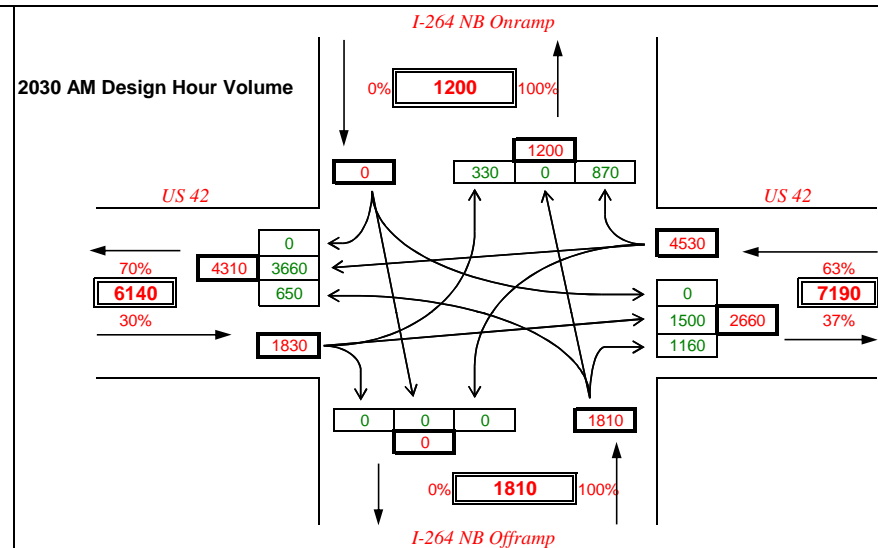 I-264 NB Onramp
2030 AM Design Hour Volume
0% 1200 100%
1200
0 330 0 870
US 42 US 42
0 4530
70% 4310 3660 63%
6140 650 0 7190
30% 1500 2660 37%
1830 1160
0 0 0 1810
0
0% 1810 100%
I-264 NB Offramp